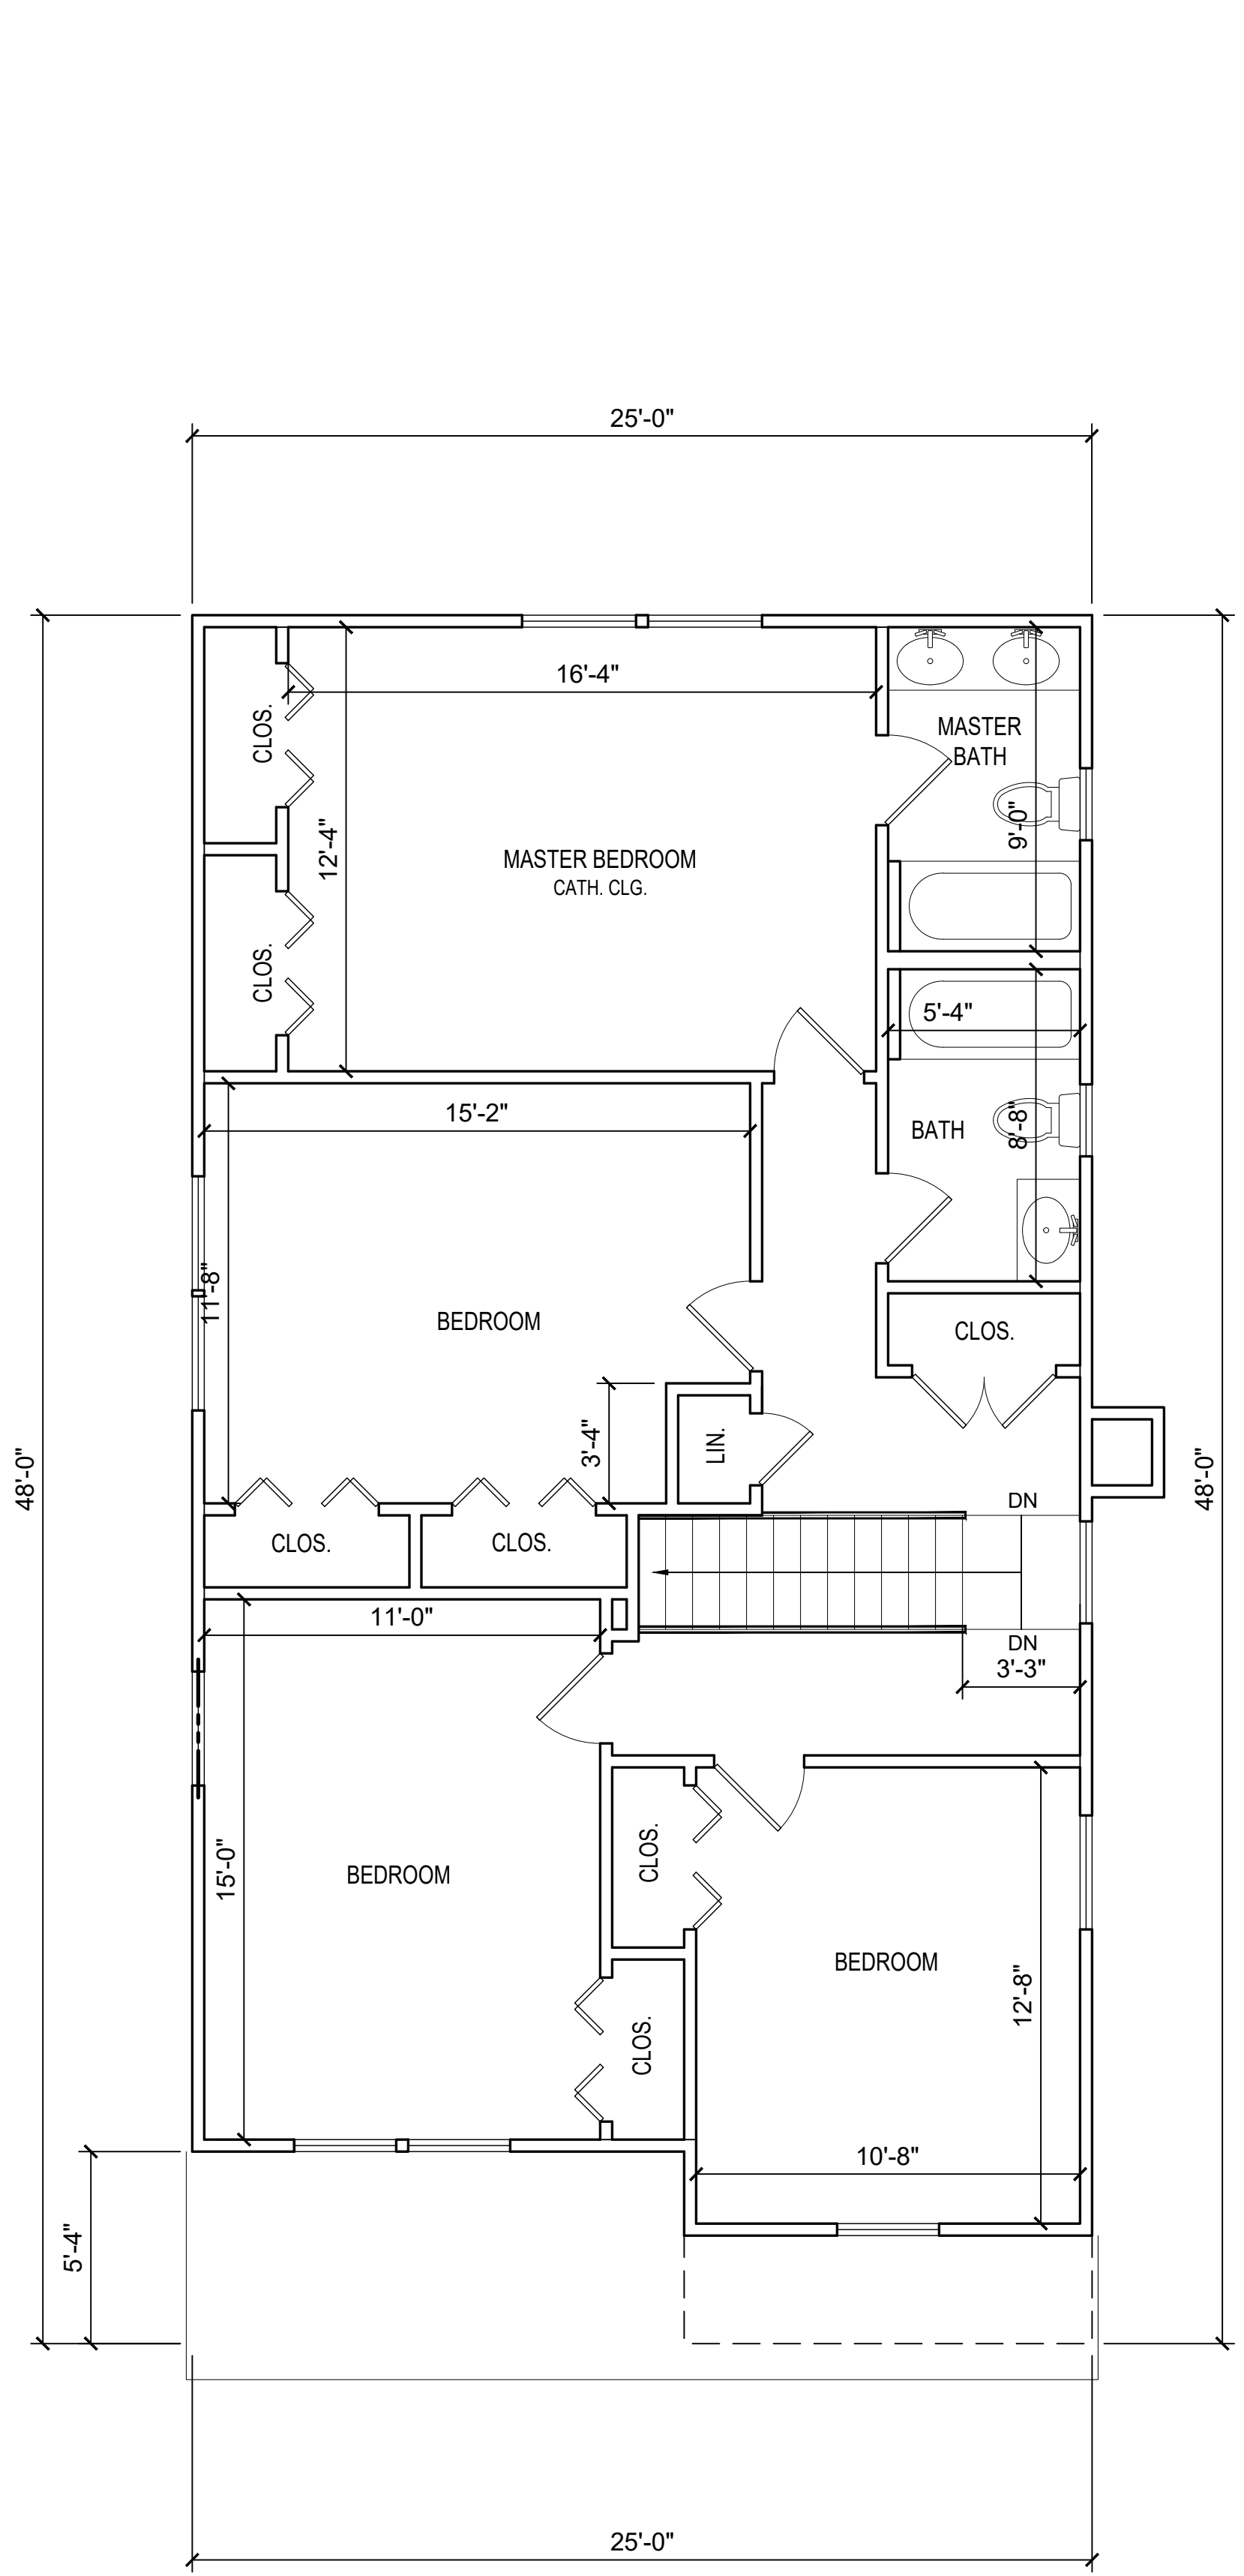 25'-0"
16'-4"
CLOS.
MASTER
BATH
9'-0"
12'-4"
MASTER BEDROOM
CATH. CLG.
CLOS.
5'-4"
15'-2"
BATH
8'-8"
11'-8"
BEDROOM
CLOS.
3'-4"
LIN.
48'-0"
48'-0"
DN
CLOS.
CLOS.
11'-0"
DN
3'-3"
15'-0"
BEDROOM
CLOS.
BEDROOM
12'-8"
CLOS.
10'-8"
5'-4"
25'-0"